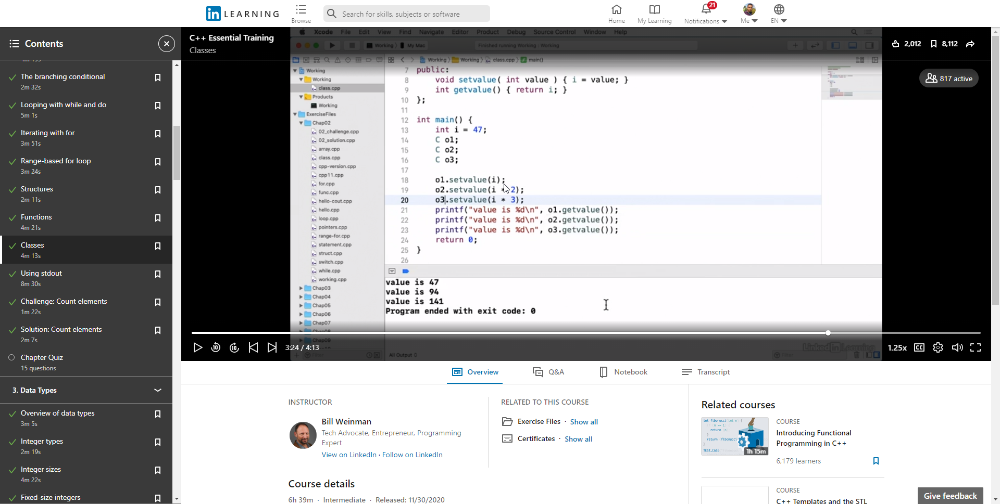 in LEARNING
Browse
Search for skills, subjects or software
Home
My Learning
21
Notifications
Me
EN
Contents
The branching conditional
2m 32s
Looping with while and do
5m 1s
Iterating with for
3m 51s
Range-based for loop
3m 24s
Structures
2m 11s
Functions
4m 21s
Classes
4m 13s
Using stdout
8m 30s
Challenge: Count elements
1m 22s
Solution: Count elements
2m 7s
Chapter Quiz
15 questions
3. Data Types
Overview of data types
3m 5s
Integer types
2m 19s
Integer sizes
4m 22s
Fixed-size integers
C++ Essential Training
Classes
Xcode File Edit View Find Navigate Editor Product Debug Source Control Window Help
Working 〉 My Mac
Finished running Working : Working
2,012 8,112
817 active
Working 〉 Working 〉 class.cpp 〉 main()
Working
Working
class.cpp
Products
Working
ExerciseFiles
Chap02
02_challenge.cpp
02_solution.cpp
array.cpp
class.cpp
cpp-version.cpp
cpp11.cpp
for.cpp
func.cpp
hello-cout.cpp
hello.cpp
loop.cpp
pointers.cpp
range-for.cpp
statement.cpp
struct.cpp
switch.cpp
while.cpp
working.cpp
Chap03
Chap04
Chap05
Chap06
Chap07
Chap08
Chap09
7 public:
8 void setvalue( int value ) { i = value; }
9 int getvalue() { return i; }
10 };
11
12 int main() {
13 int i = 47;
14 C o1;
15 C o2;
16 C o3;
17
18 o1.setvalue(i);
19 o2.setvalue(i * 2);
20 o3.setvalue(i * 3);
21 printf("value is %d\n", o1.getvalue());
22 printf("value is %d\n", o2.getvalue());
23 printf("value is %d\n", o3.getvalue());
24 return 0;
25 }
26
value is 47
value is 94
value is 141
Program ended with exit code: 0
All Output
Filter
Filter
LinkedIn Learning
10 10 3:24 / 4:13
1.25x CC
Overview
Q&A
Notebook
Transcript
INSTRUCTOR
Bill Weinman
Tech Advocate, Entrepreneur, Programming
Expert
View on LinkedIn · Follow on LinkedIn
RELATED TO THIS COURSE
Exercise Files · Show all
Certificates · Show all
Course details
6h 39m · Intermediate · Released: 11/30/2020
Related courses
int fibonacci(int n) {
return
return fibonacci
TEST_CASE
1h 15m
COURSE
Introducing Functional
Programming in C++
6,179 learners
COURSE
C++ Templates and the STL
Give feedback